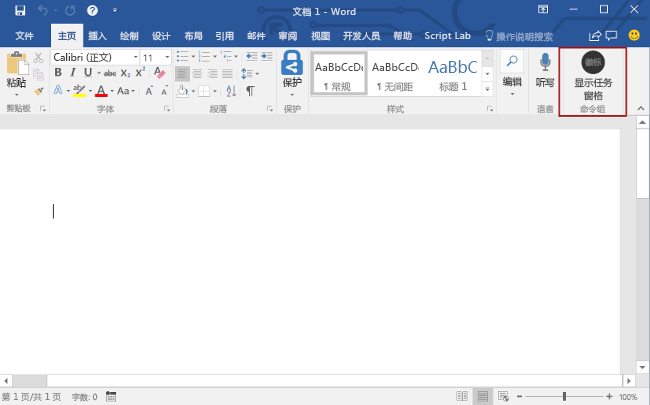 文档 1 - Word
文件 主页 插入 绘制 设计 布局 引用 邮件 审阅 视图 开发人员 帮助 Script Lab 操作说明搜索
Calibri (正文) 11
粘贴
B I U abc X₂ X² A
A aby A Aa A A
保护
AaBbCcDc AaBbCcDc AaBbC
常规 无间距 标题 1
编辑
听写
徽标
显示任务
窗格
剪贴板 字体 段落 保护 样式 语音 命令组
第 1 页/共 1 页 字数: 0 100%